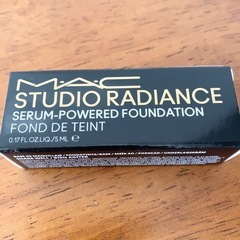 M·A·C
STUDIO RADIANCE
SERUM-POWERED FOUNDATION
FOND DE TEINT
0.17 FL.OZ.LIQ./5 ML ℮